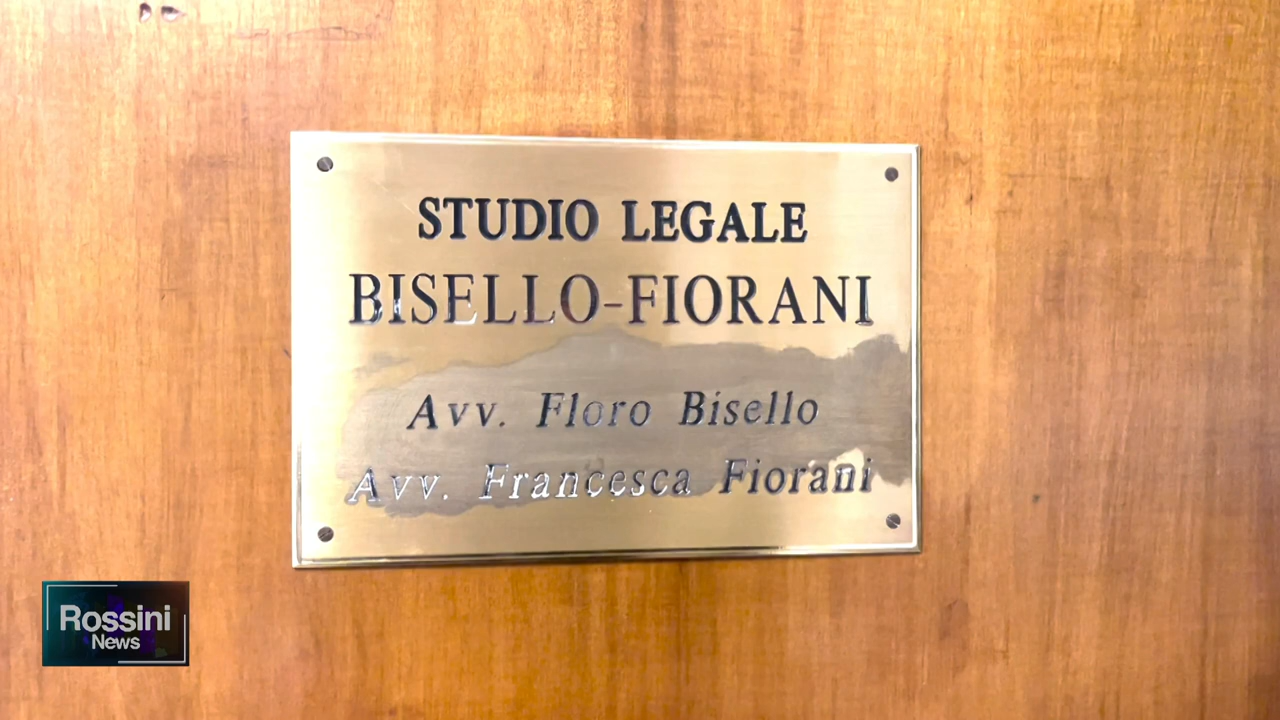 STUDIO LEGALE
BISELLO-FIORANI
Avv. Floro Bisello
Avv. Francesca Fiorani
Rossini
News